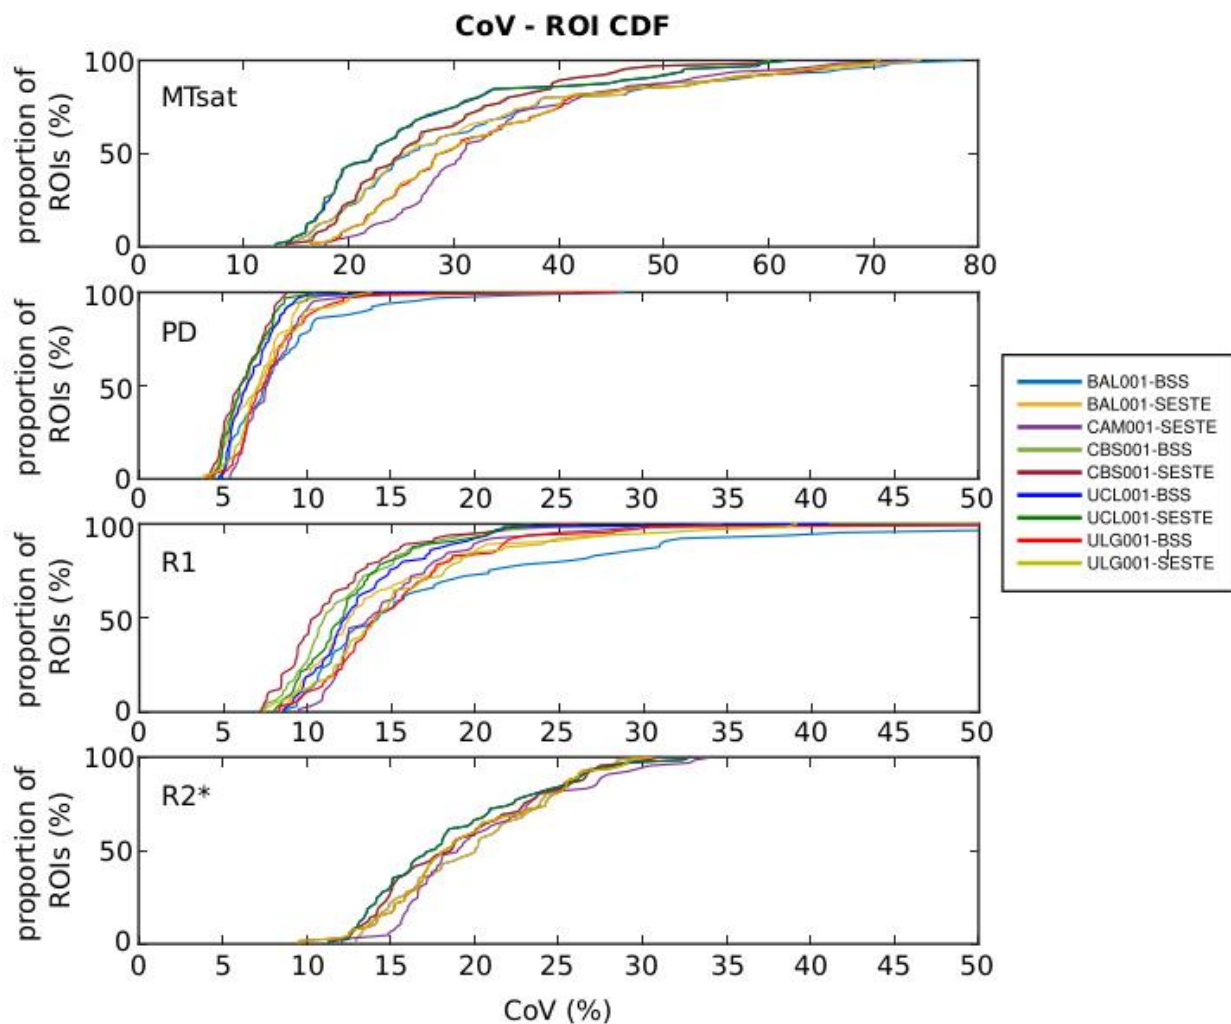 CoV - ROI CDF
proportion of
ROIs (%)
100
50
0
MTsat
0 10 20 30 40 50 60 70 80
proportion of
ROIs (%)
100
50
0
PD
0 5 10 15 20 25 30 35 40 45 50
proportion of
ROIs (%)
100
50
0
R1
0 5 10 15 20 25 30 35 40 45 50
proportion of
ROIs (%)
100
50
0
R2*
0 5 10 15 20 25 30 35 40 45 50
CoV (%)
BAL001-BSS
BAL001-SESTE
CAM001-SESTE
CBS001-BSS
CBS001-SESTE
UCL001-BSS
UCL001-SESTE
ULG001-BSS
ULG001-SESTE